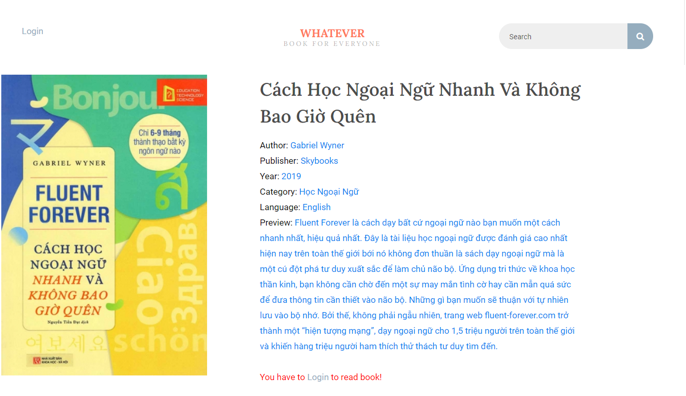 Login
WHATEVER
BOOK FOR EVERYONE
Search
Bonjour
EDUCATION
TECHNOLOGY
SCIENCE
Chỉ 6-9 tháng
thành thạo bất kỳ
ngôn ngữ nào
GABRIEL WYNER
FLUENT
FOREVER
CÁCH HỌC
NGOẠI NGỮ
NHANH VÀ
KHÔNG BAO
GIỜ QUÊN
Nguyễn Tiến Đạt dịch
Ciao
Здрав
schön
여보세요
Cách Học Ngoại Ngữ Nhanh Và Không
Bao Giờ Quên
Author: Gabriel Wyner
Publisher: Skybooks
Year: 2019
Category: Học Ngoại Ngữ
Language: English
Preview: Fluent Forever là cách dạy bất cứ ngoại ngữ nào bạn muốn một cách
nhanh nhất, hiệu quả nhất. Đây là tài liệu học ngoại ngữ được đánh giá cao nhất
hiện nay trên toàn thế giới bởi nó không đơn thuần là sách dạy ngoại ngữ mà là
một cú đột phá tư duy xuất sắc để làm chủ não bộ. Ứng dụng tri thức về khoa học
thần kinh, bạn không cần chờ đến một sự may mắn tình cờ hay cần mẫn quá sức
để đưa thông tin cần thiết vào não bộ. Những gì bạn muốn sẽ thuận với tự nhiên
lưu vào bộ nhớ. Bởi thế, không phải ngẫu nhiên, trang web fluent-forever.com trở
thành một “hiện tượng mạng”, dạy ngoại ngữ cho 1,5 triệu người trên toàn thế giới
và khiến hàng triệu người ham thích thử thách tư duy tìm đến.
You have to Login to read book!